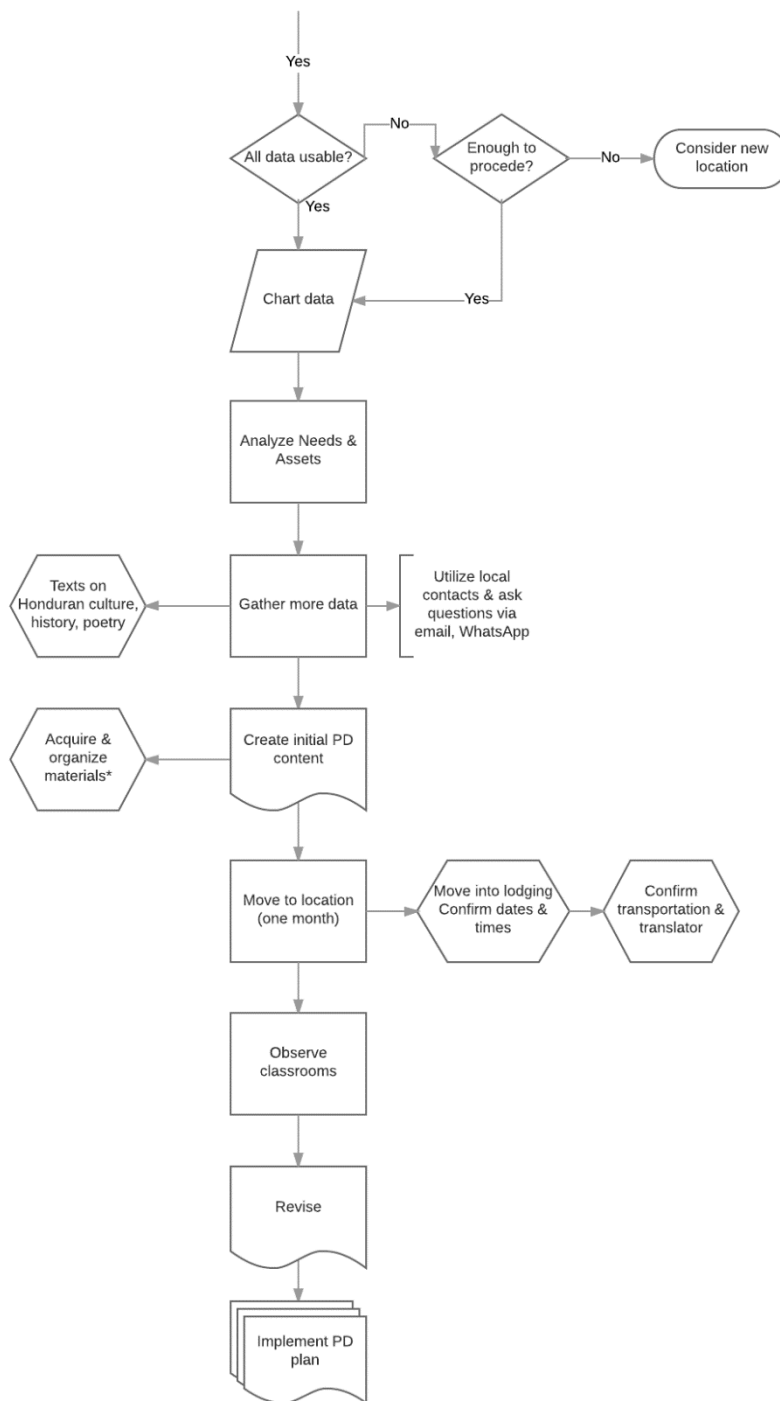 Yes
All data usable?
No
Enough to
procede?
No
Consider new
location
Yes
Chart data
Yes
Analyze Needs &
Assets
Texts on
Honduran culture,
history, poetry
Gather more data
Utilize local
contacts & ask
questions via
email, WhatsApp
Acquire &
organize
materials*
Create initial PD
content
Move to location
(one month)
Move into lodging
Confirm dates &
times
Confirm
transportation &
translator
Observe
classrooms
Revise
Implement PD
plan